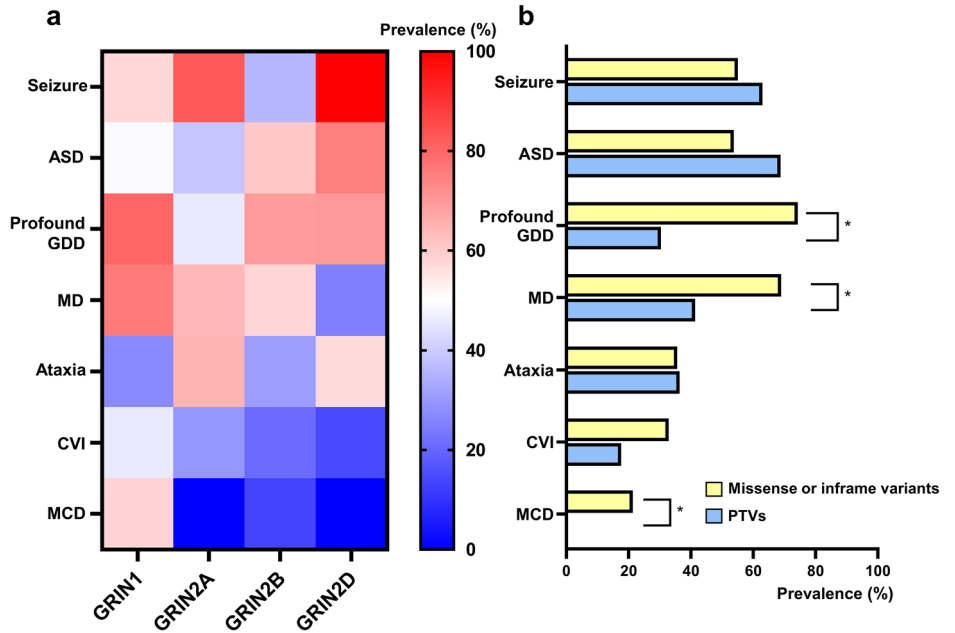 a
Prevalence (%)
Seizure
ASD
Profound
GDD
MD
Ataxia
CVI
MCD
GRIN1
GRIN2A
GRIN2B
GRIN2D
100
80
60
40
20
0
b
Seizure
ASD
Profound
GDD
*
MD
*
Ataxia
CVI
MCD
*
Missense or inframe variants
PTVs
0 20 40 60 80 100
Prevalence (%)